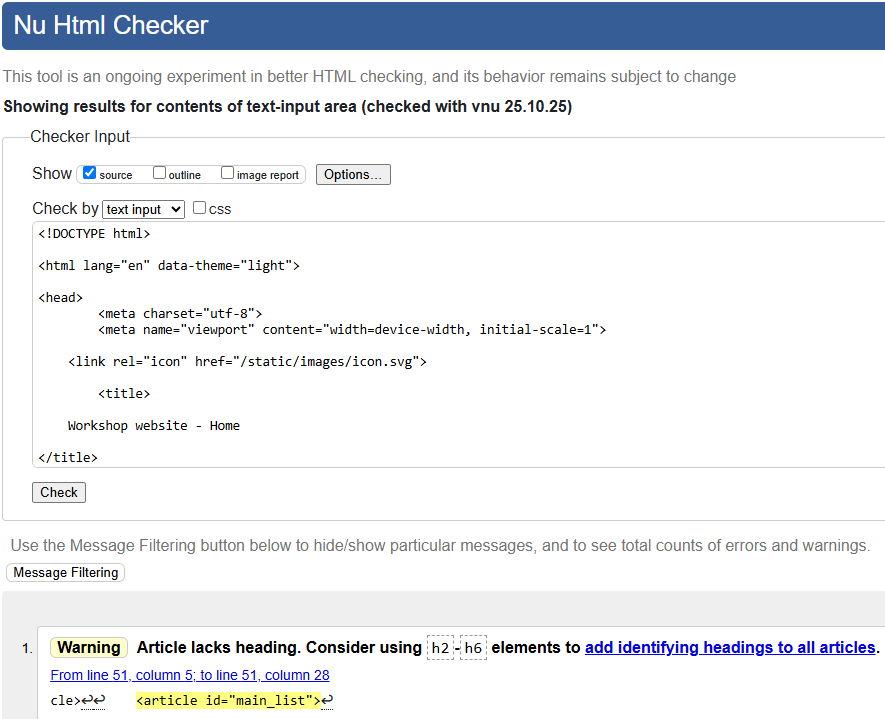 Nu Html Checker
This tool is an ongoing experiment in better HTML checking, and its behavior remains subject to change
Showing results for contents of text-input area (checked with vnu 25.10.25)
Checker Input
Show source outline image report Options...
Check by text input css
<!DOCTYPE html>
<html lang="en" data-theme="light">
<head>
<meta charset="utf-8">
<meta name="viewport" content="width=device-width, initial-scale=1">
<link rel="icon" href="/static/images/icon.svg">
<title>
Workshop website - Home
</title>
Check
Use the Message Filtering button below to hide/show particular messages, and to see total counts of errors and warnings.
Message Filtering
1. Warning Article lacks heading. Consider using h2-h6 elements to add identifying headings to all articles.
From line 51, column 5; to line 51, column 28
cle>↩↩ <article id="main_list">↩